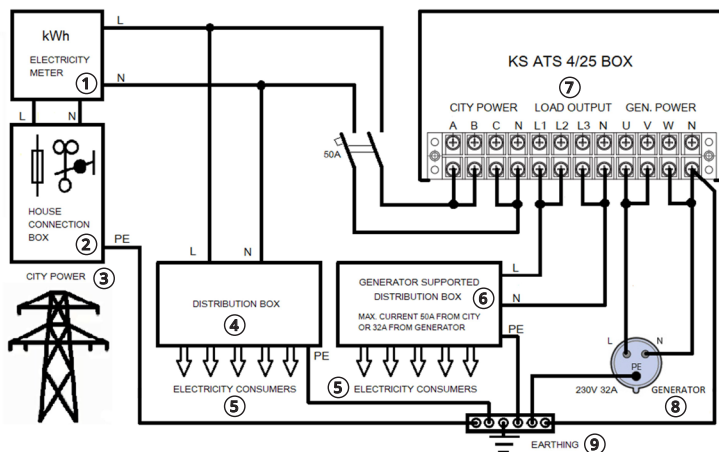 kWh
ELECTRICITY
METER
①
L
N
L
N
HOUSE
CONNECTION
BOX
②
PE
CITY POWER ③
50A
KS ATS 4/25 BOX
⑦
CITY POWER LOAD OUTPUT GEN. POWER
A B C N L1 L2 L3 N U V W N
L
N
DISTRIBUTION BOX
④
PE
ELECTRICITY CONSUMERS
⑤
GENERATOR SUPPORTED
DISTRIBUTION BOX
⑥
MAX. CURRENT 50A FROM CITY
OR 32A FROM GENERATOR
L
N
PE
⑤ ELECTRICITY CONSUMERS
L
N
PE
230V 32A
GENERATOR
⑧
EARTHING ⑨